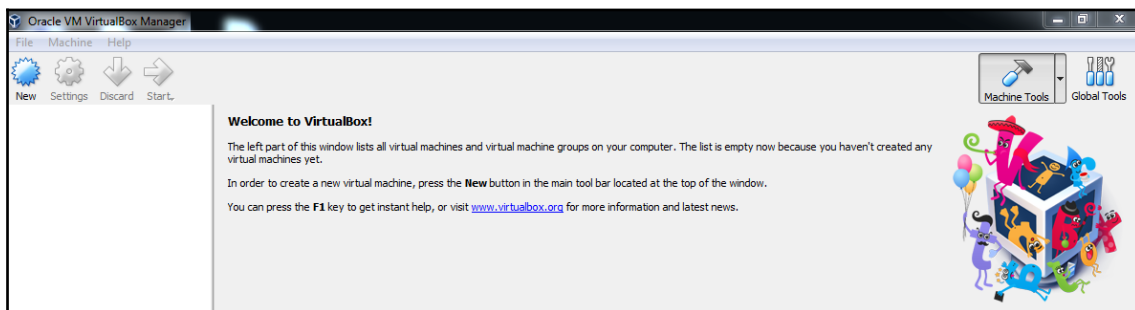 Oracle VM VirtualBox Manager
File Machine Help
New Settings Discard Start
Machine Tools Global Tools
Welcome to VirtualBox!
The left part of this window lists all virtual machines and virtual machine groups on your computer. The list is empty now because you haven't created any
virtual machines yet.
In order to create a new virtual machine, press the New button in the main tool bar located at the top of the window.
You can press the F1 key to get instant help, or visit www.virtualbox.org for more information and latest news.